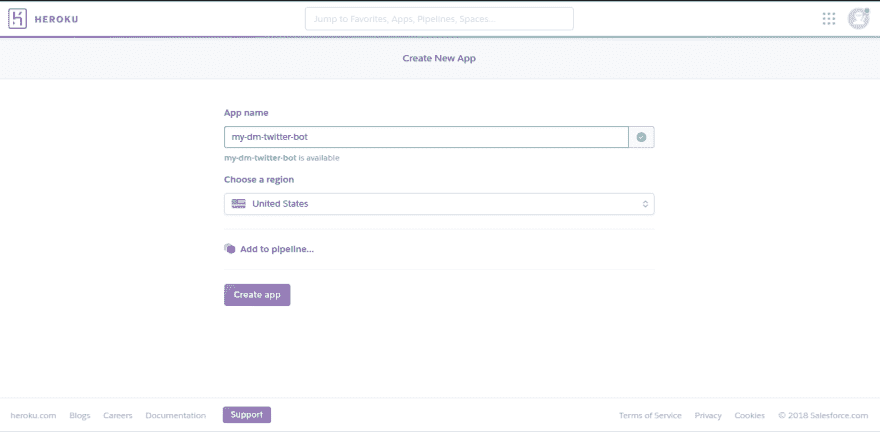 HEROKU
Jump to Favorites, Apps, Pipelines, Spaces...
Create New App
App name
my-dm-twitter-bot
my-dm-twitter-bot is available
Choose a region
United States
Add to pipeline...
Create app
heroku.com Blogs Careers Documentation Support Terms of Service Privacy Cookies © 2018 Salesforce.com